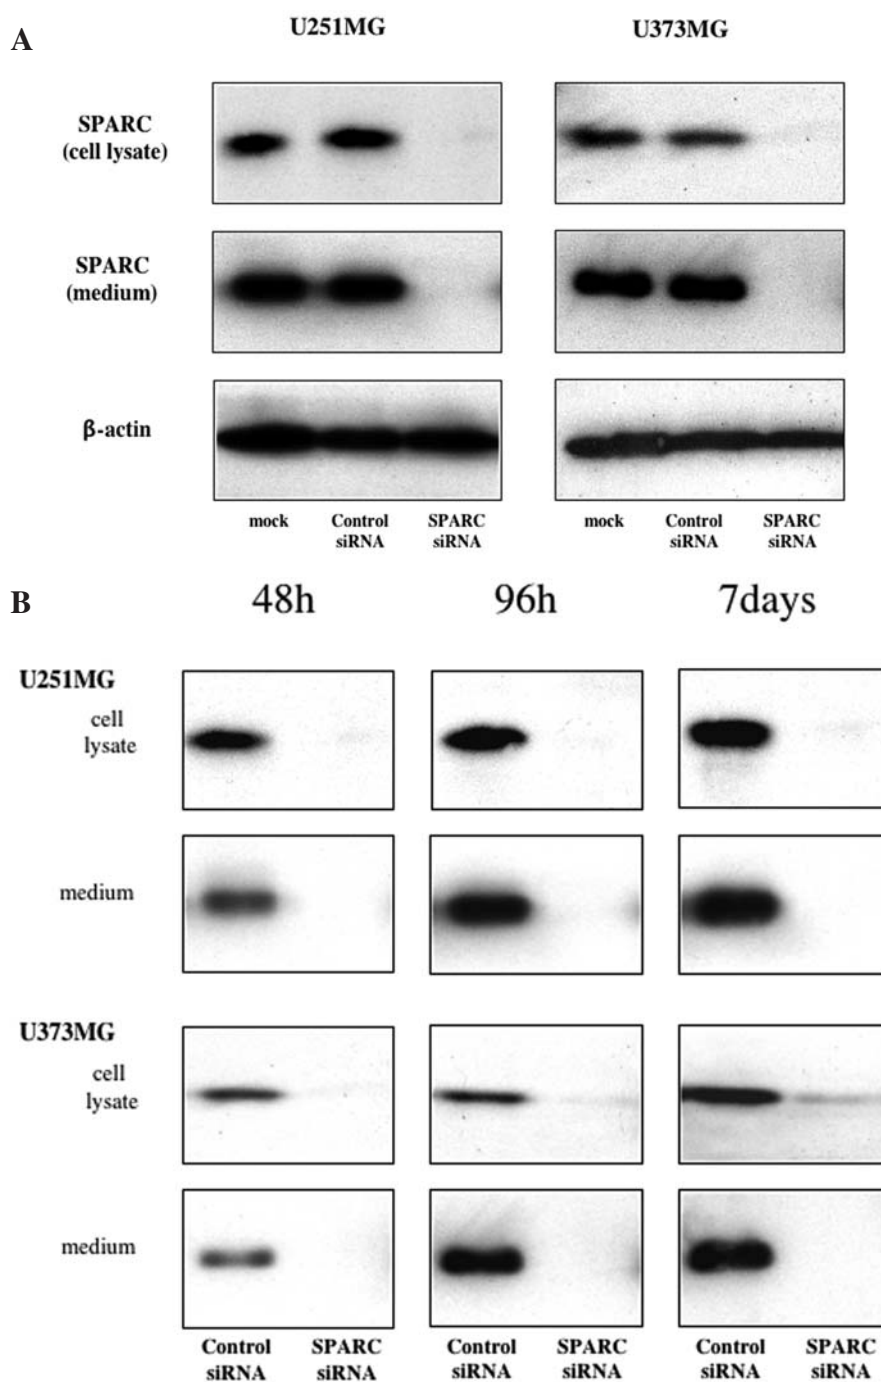 A
U251MG
U373MG
SPARC
(cell lysate)
SPARC
(medium)
β-actin
mock
Control
siRNA
SPARC
siRNA
mock
Control
siRNA
SPARC
siRNA
B
48h
96h
7days
U251MG
cell
lysate
medium
U373MG
cell
lysate
medium
Control
siRNA
SPARC
siRNA
Control
siRNA
SPARC
siRNA
Control
siRNA
SPARC
siRNA